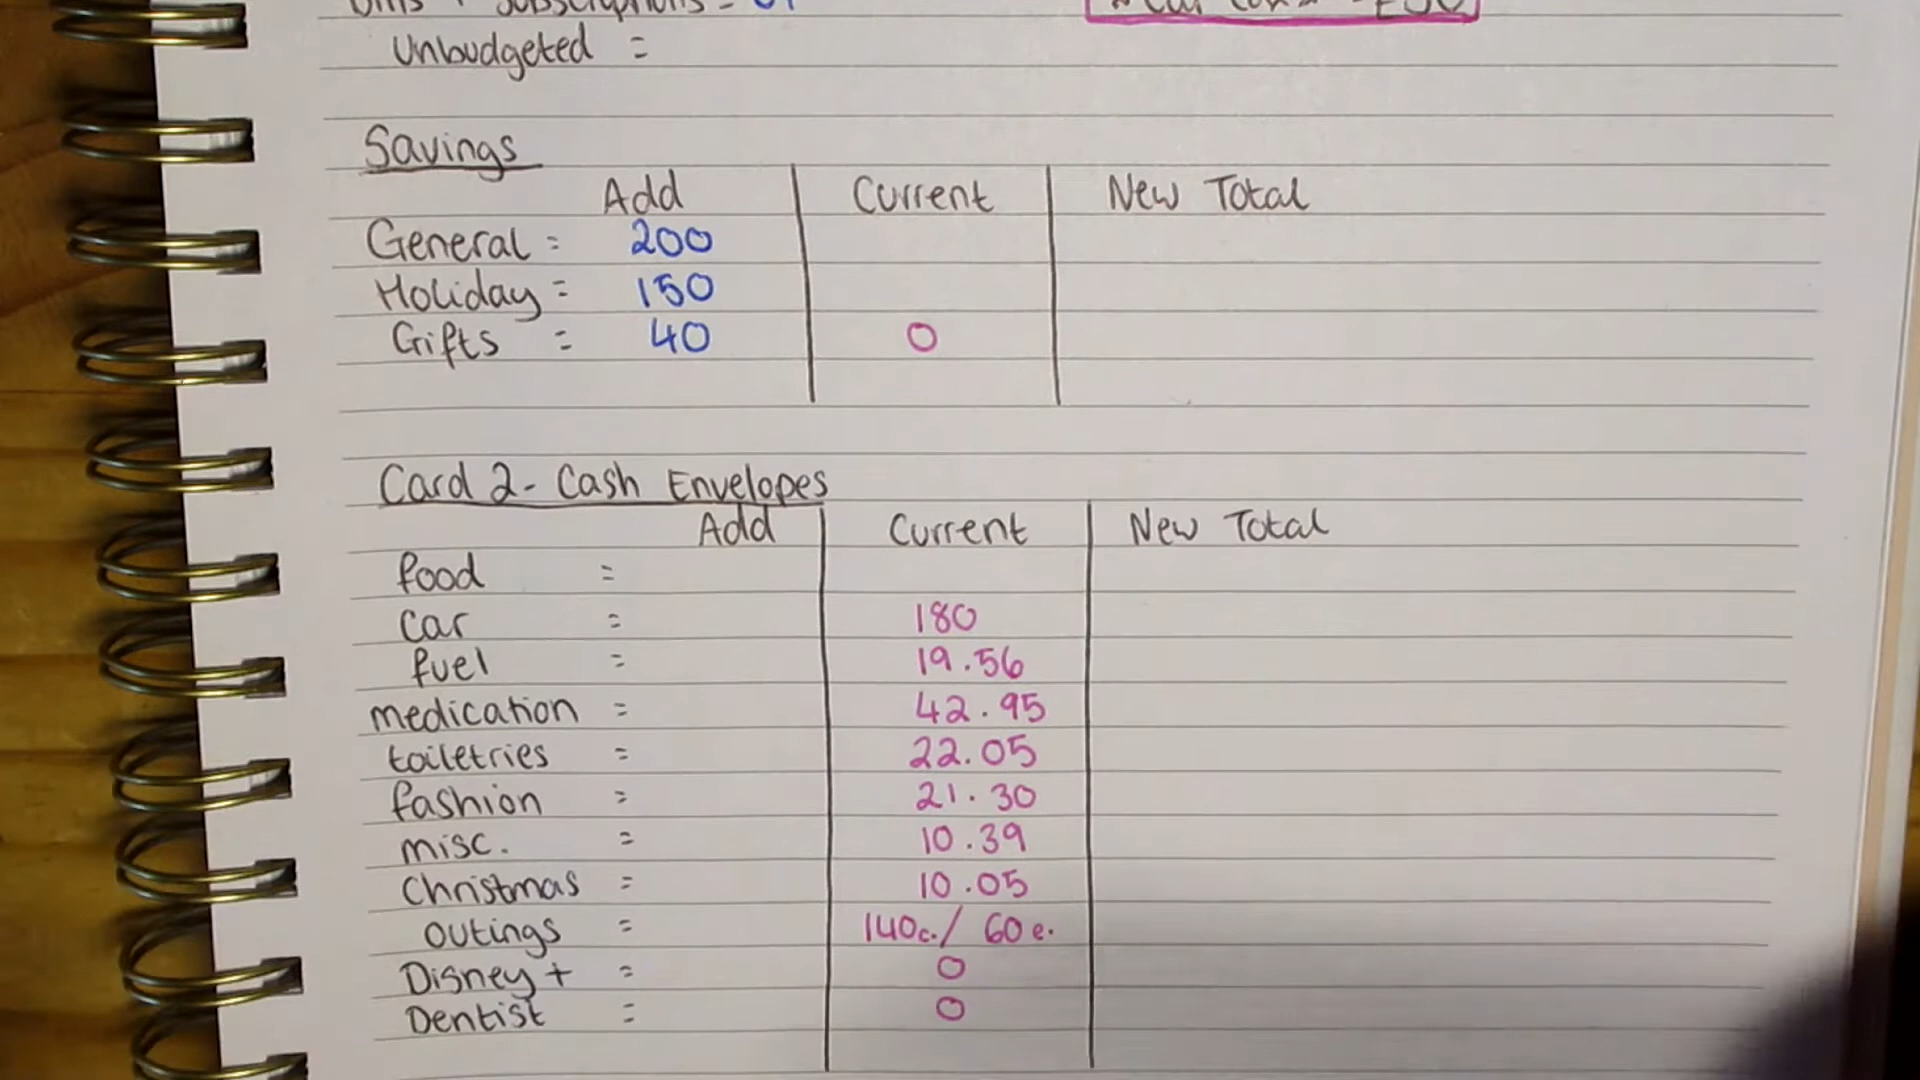 Unbudgeted =
Savings
Add Current New Total
General = 200
Holiday = 150
Gifts = 40 0
Card 2 - Cash Envelopes
Add Current New Total
food =
car = 180
fuel = 19.56
medication = 42.95
toiletries = 22.05
fashion = 21.30
misc. = 10.39
Christmas = 10.05
outings = 140c./ 60e.
Disney + = 0
Dentist = 0